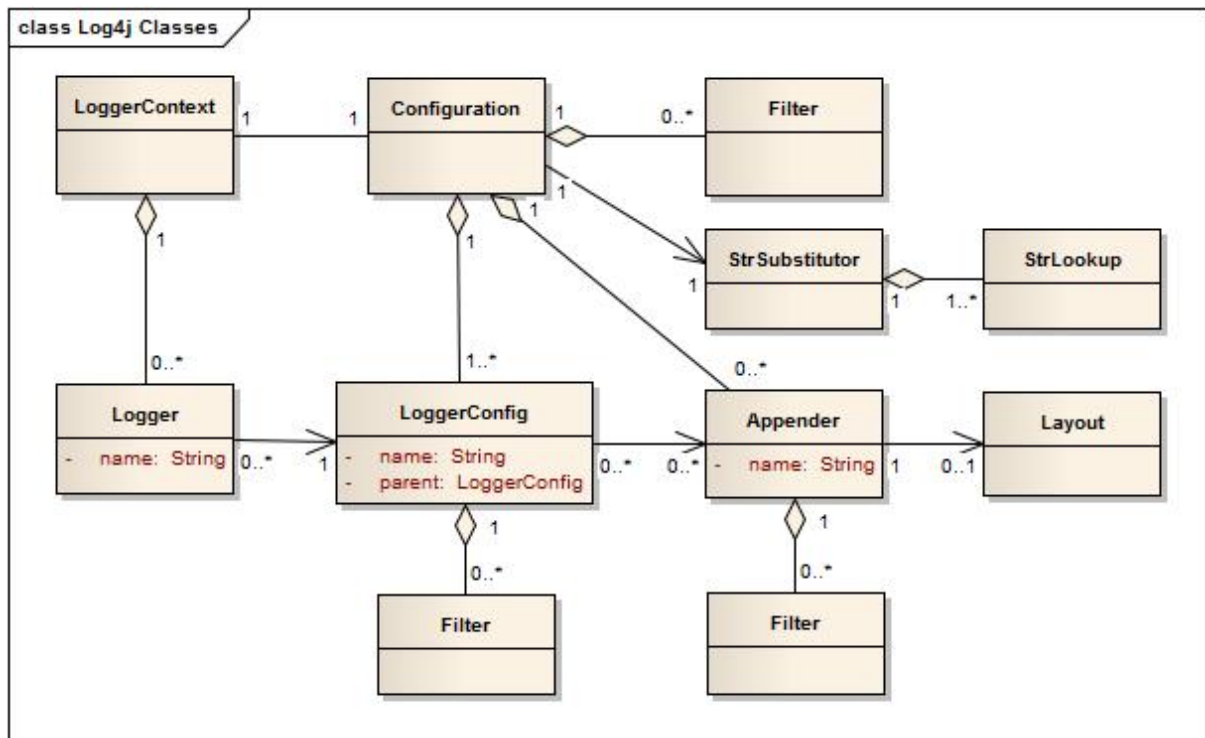 class Log4j Classes
LoggerContext
Configuration
Filter
1
1
1
0..*
1
1
1
1
StrSubstitutor
StrLookup
1
1
1..*
0..*
1..*
0..*
Logger
- name: String
LoggerConfig
- name: String
- parent: LoggerConfig
Appender
- name: String
Layout
0..*
1
0..*
0..*
1
0..1
1
1
0..*
0..*
Filter
Filter